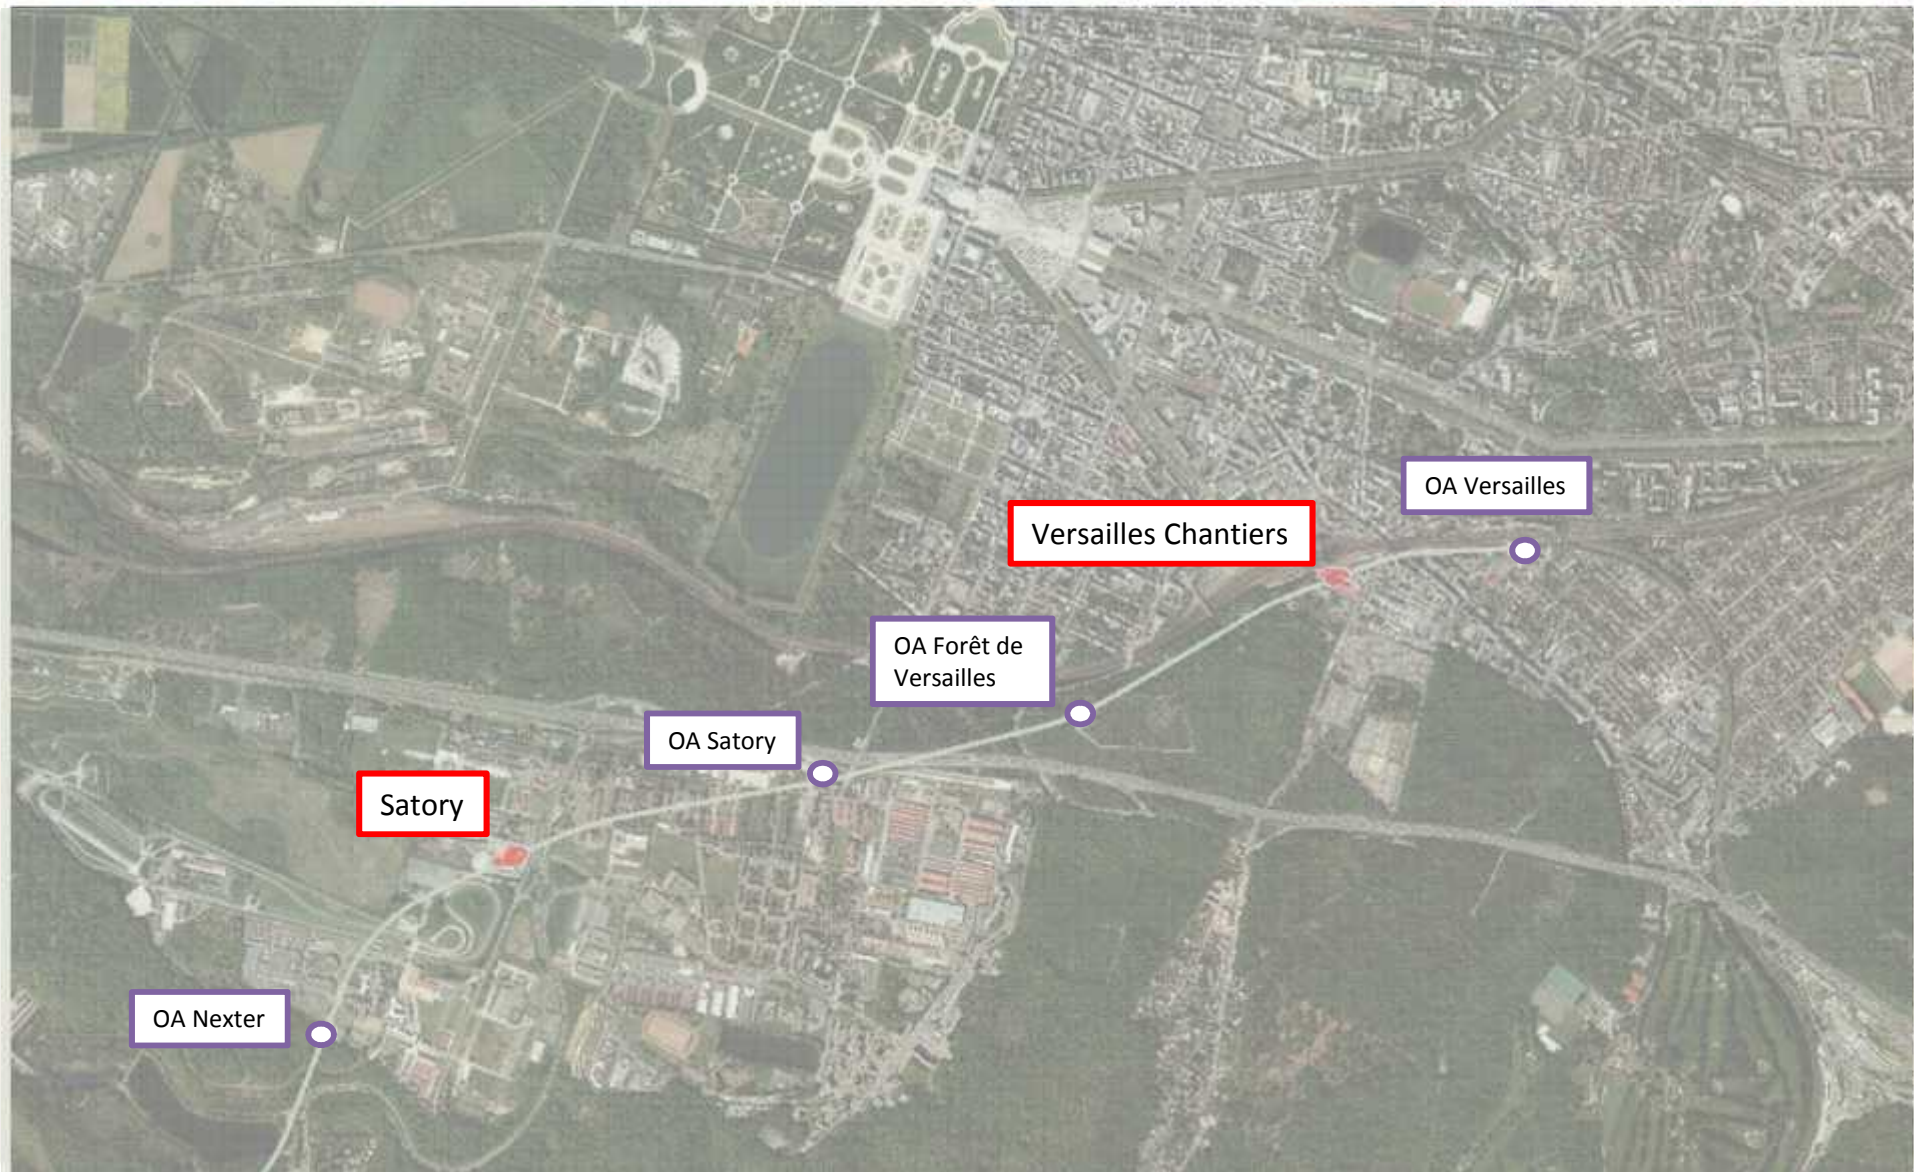 OA Versailles
Versailles Chantiers
OA Forêt de
Versailles
OA Satory
Satory
OA Nexter